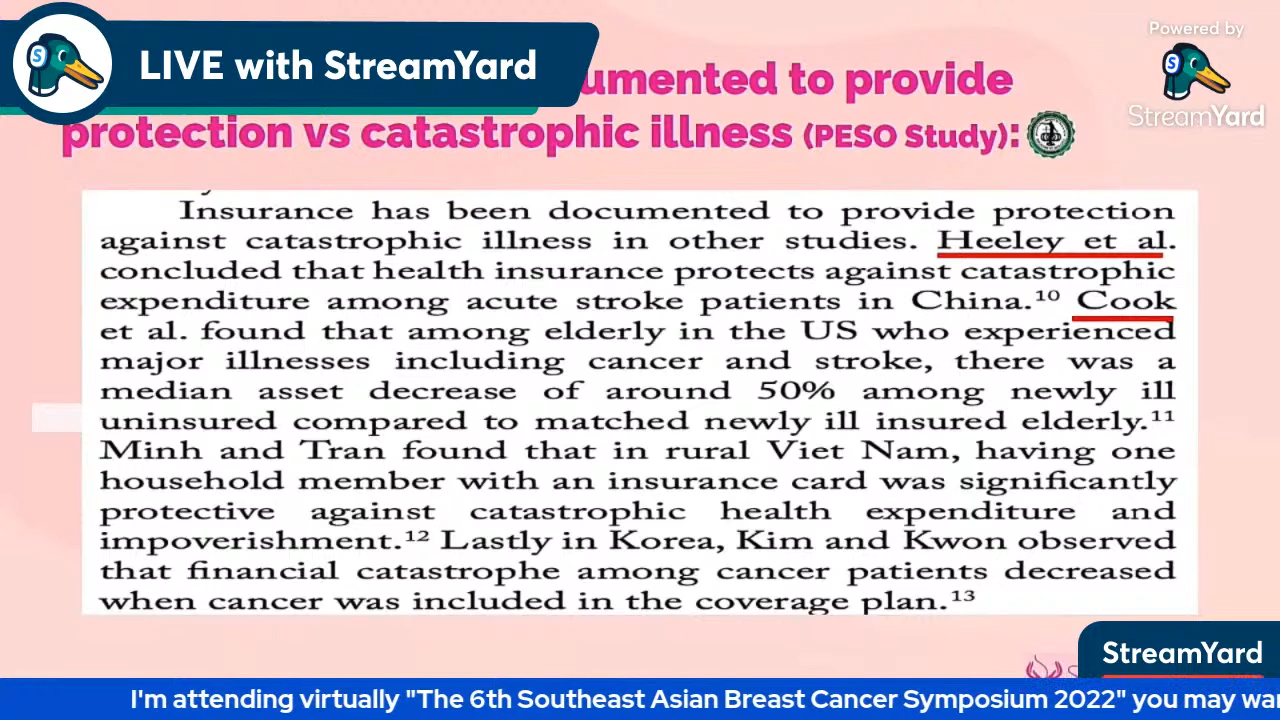 LIVE with StreamYard
Powered by
StreamYard
umented to provide
protection vs catastrophic illness (PESO Study):
Insurance has been documented to provide protection
against catastrophic illness in other studies. Heeley et al.
concluded that health insurance protects against catastrophic
expenditure among acute stroke patients in China.¹⁰ Cook
et al. found that among elderly in the US who experienced
major illnesses including cancer and stroke, there was a
median asset decrease of around 50% among newly ill
uninsured compared to matched newly ill insured elderly.¹¹
Minh and Tran found that in rural Viet Nam, having one
household member with an insurance card was significantly
protective against catastrophic health expenditure and
impoverishment.¹² Lastly in Korea, Kim and Kwon observed
that financial catastrophe among cancer patients decreased
when cancer was included in the coverage plan.¹³
StreamYard
I'm attending virtually "The 6th Southeast Asian Breast Cancer Symposium 2022" you may wa